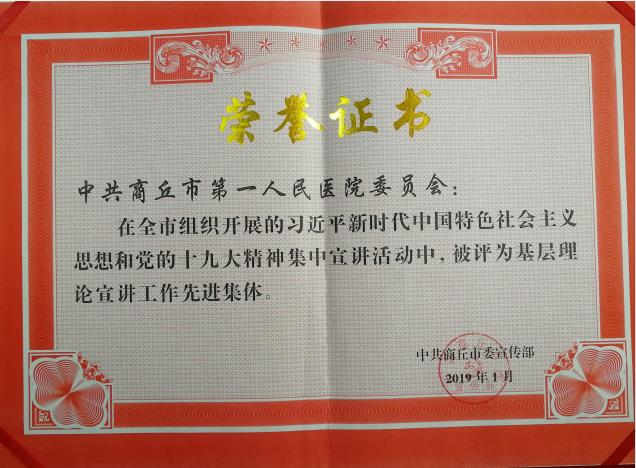 荣誉证书
中共商丘市第一人民医院委员会：
在全市组织开展的习近平新时代中国特色社会主义
思想和党的十九大精神集中宣讲活动中，被评为基层理
论宣讲工作先进集体。
中共商丘市委宣传部
2019年1月